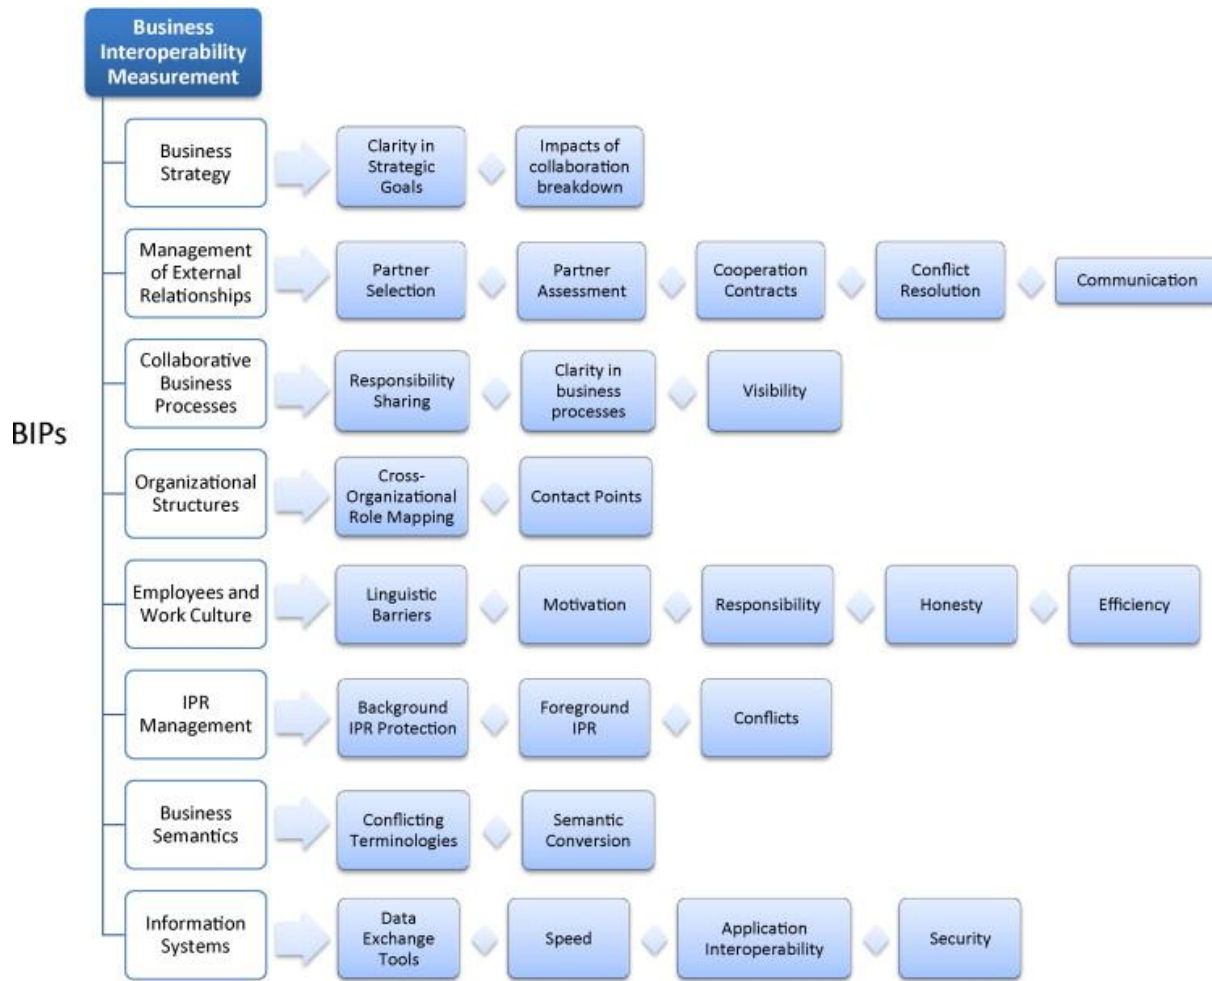 Business
Interoperability
Measurement
Business
Strategy
Clarity in
Strategic
Goals
Impacts of
collaboration
breakdown
Management
of External
Relationships
Partner
Selection
Partner
Assessment
Cooperation
Contracts
Conflict
Resolution
Communication
Collaborative
Business
Processes
Responsibility
Sharing
Clarity in
business
processes
Visibility
BIPs
Organizational
Structures
Cross-
Organizational
Role Mapping
Contact Points
Employees and
Work Culture
Linguistic
Barriers
Motivation
Responsibility
Honesty
Efficiency
IPR
Management
Background
IPR Protection
Foreground
IPR
Conflicts
Business
Semantics
Conflicting
Terminologies
Semantic
Conversion
Information
Systems
Data
Exchange
Tools
Speed
Application
Interoperability
Security